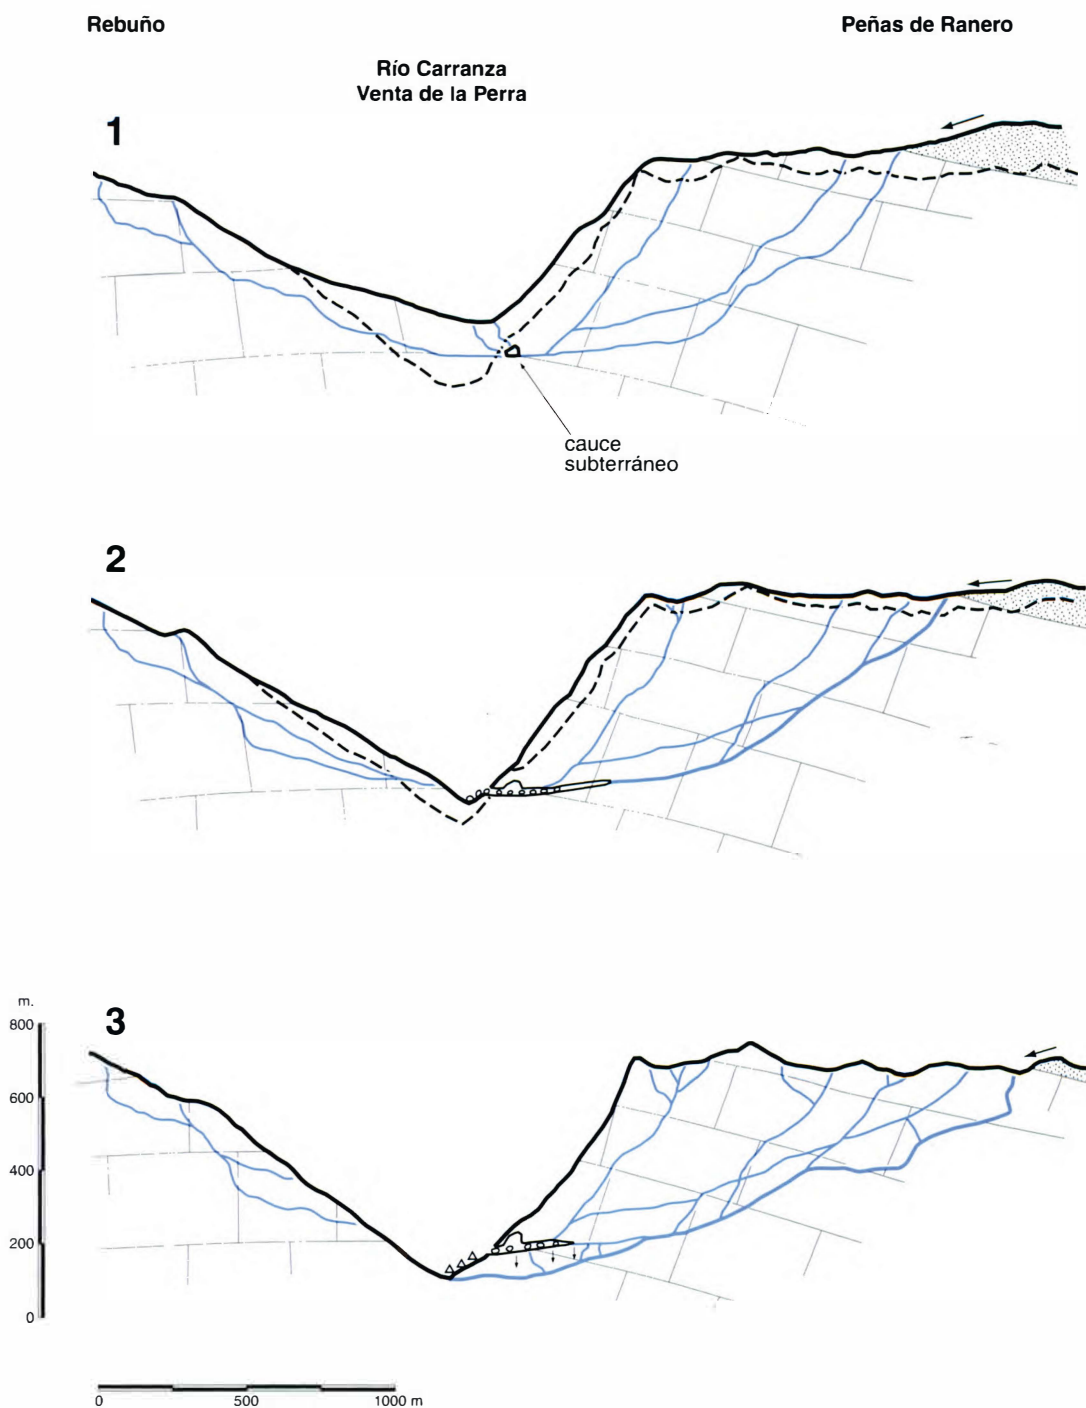 Rebuño
Peñas de Ranero
Río Carranza
Venta de la Perra
1
cauce
subterráneo
2
3
m.
800
600
400
200
0
0 500 1000 m